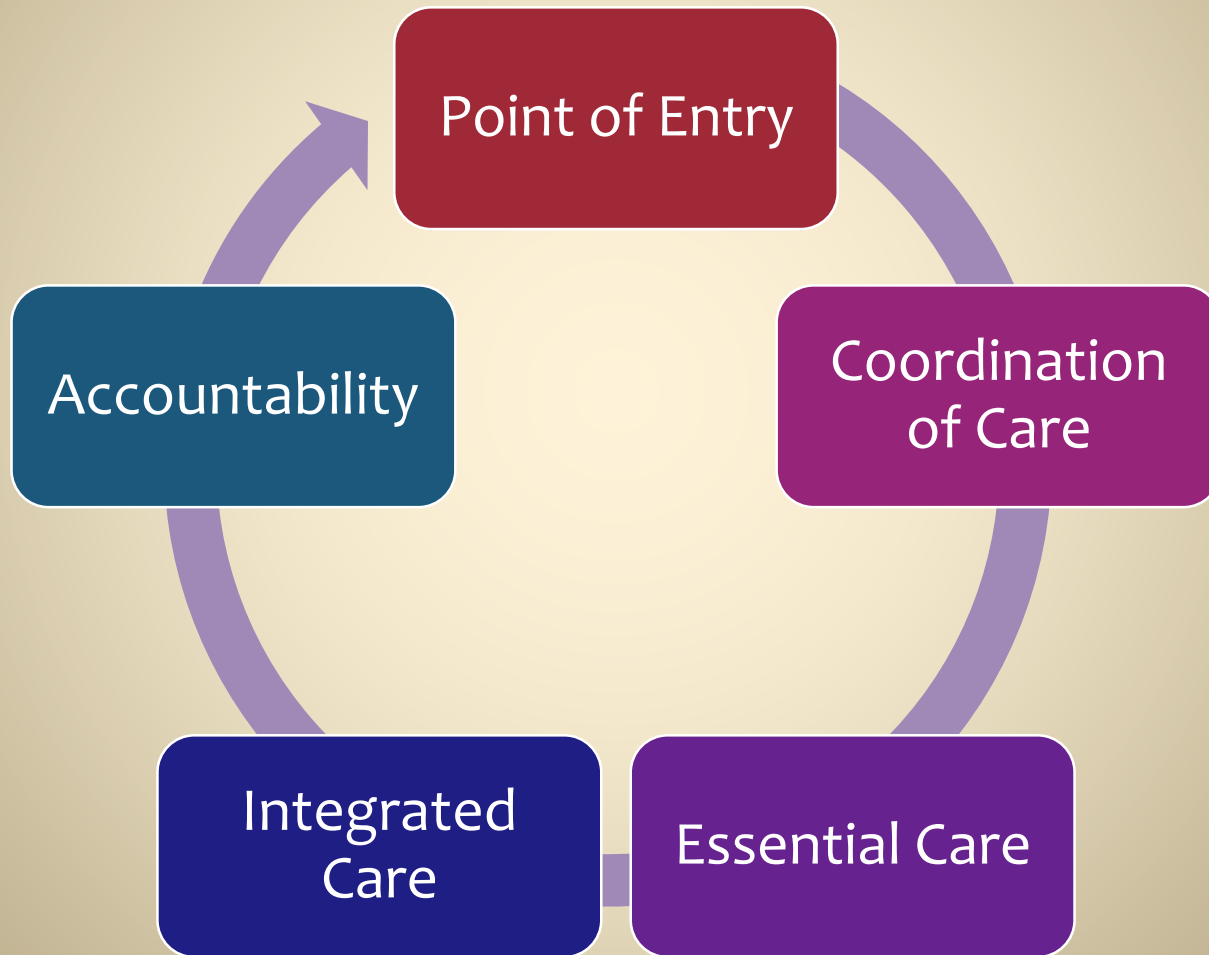 Point of Entry
Coordination
of Care
Essential Care
Integrated
Care
Accountability